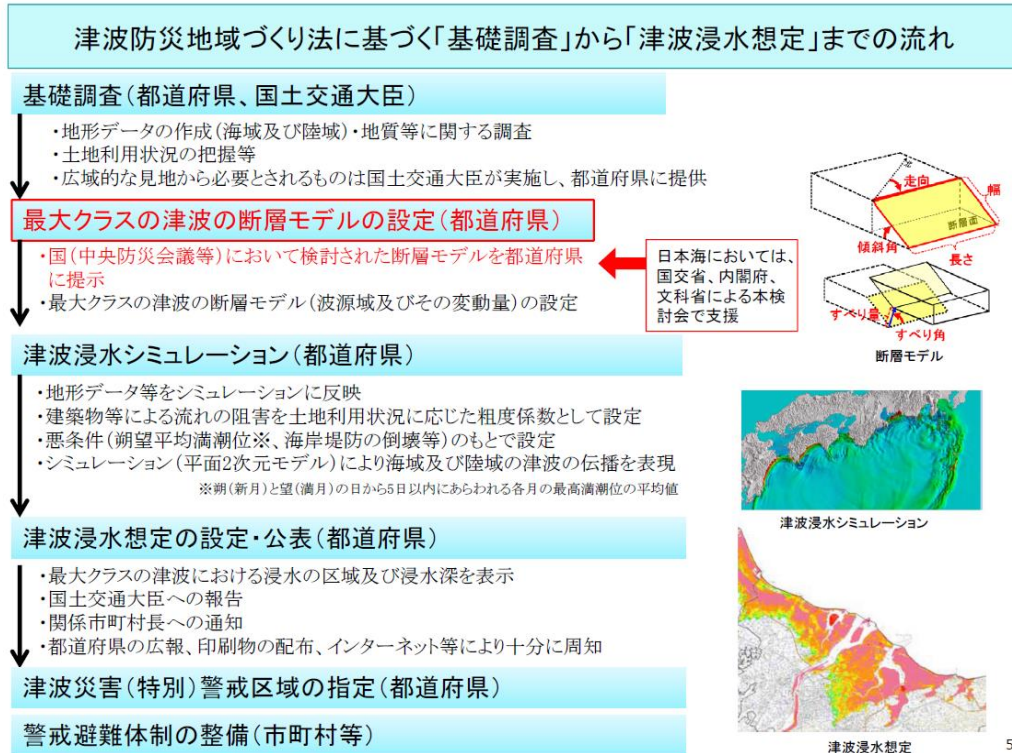 津波防災地域づくり法に基づく「基礎調査」から「津波浸水想定」までの流れ
基礎調査（都道府県、国土交通大臣）
・地形データの作成（海域及び陸域）・地質等に関する調査
・土地利用状況の把握等
・広域的な見地から必要とされるものは国土交通大臣が実施し、都道府県に提供
最大クラスの津波の断層モデルの設定（都道府県）
・国（中央防災会議等）において検討された断層モデルを都道府県
に提示
・最大クラスの津波の断層モデル（波源域及びその変動量）の設定
日本海においては、
国交省、内閣府、
文科省による本検
討会で支援
北
走向
幅
断層面
傾斜角
長さ
すべり量
すべり角
断層モデル
津波浸水シミュレーション（都道府県）
・地形データ等をシミュレーションに反映
・建築物等による流れの阻害を土地利用状況に応じた粗度係数として設定
・悪条件（朔望平均満潮位※、海岸堤防の倒壊等）のもとで設定
・シミュレーション（平面2次元モデル）により海域及び陸域の津波の伝播を表現
※朔（新月）と望（満月）の日から5日以内にあらわれる各月の最高満潮位の平均値
津波浸水シミュレーション
津波浸水想定の設定・公表（都道府県）
・最大クラスの津波における浸水の区域及び浸水深を表示
・国土交通大臣への報告
・関係市町村長への通知
・都道府県の広報、印刷物の配布、インターネット等により十分に周知
津波災害（特別）警戒区域の指定（都道府県）
警戒避難体制の整備（市町村等）
津波浸水想定
5